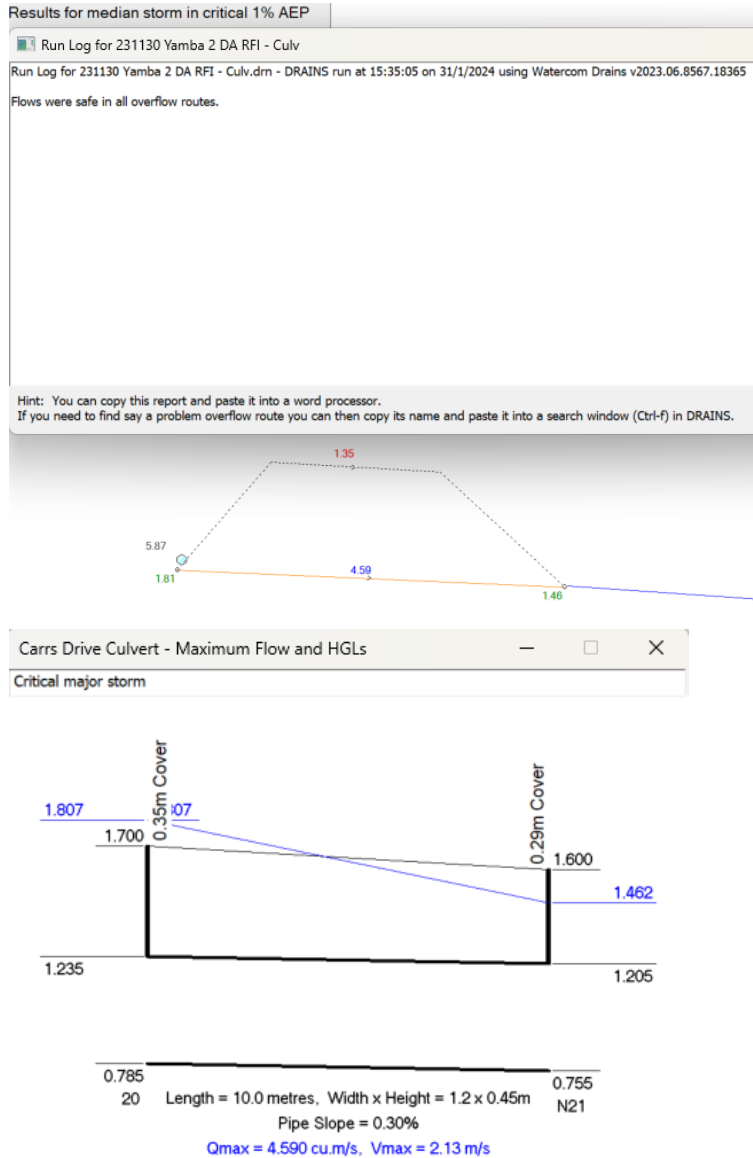 Results for median storm in critical 1% AEP
Run Log for 231130 Yamba 2 DA RFI - Culv
Run Log for 231130 Yamba 2 DA RFI - Culv.drn - DRAINS run at 15:35:05 on 31/1/2024 using Watercom Drains v2023.06.8567.18365
Flows were safe in all overflow routes.
Hint: You can copy this report and paste it into a word processor.
If you need to find say a problem overflow route you can then copy its name and paste it into a search window (Ctrl-f) in DRAINS.
1.35
5.87
1.81
4.59
1.46
Carrs Drive Culvert - Maximum Flow and HGLs
Critical major storm
0.35m Cover
0.29m Cover
1.807
807
1.700
1.600
1.462
1.235
1.205
0.785
0.755
20
Length = 10.0 metres, Width x Height = 1.2 x 0.45m
N21
Pipe Slope = 0.30%
Qmax = 4.590 cu.m/s, Vmax = 2.13 m/s